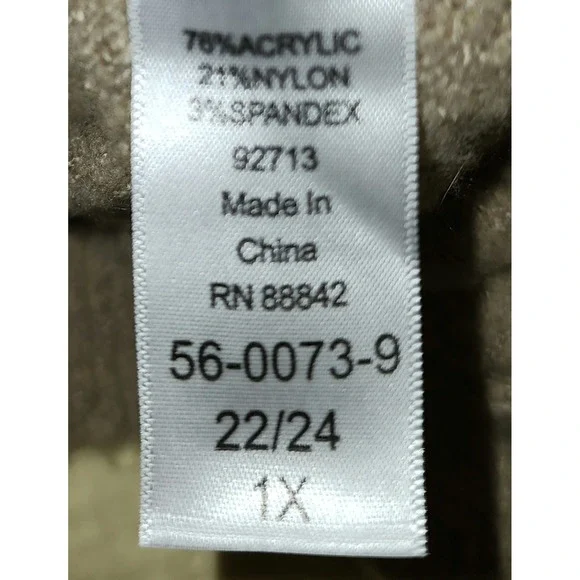 76%ACRYLIC
21%NYLON
3%SPANDEX
92713
Made In
China
RN 88842
56-0073-9
22/24
1X